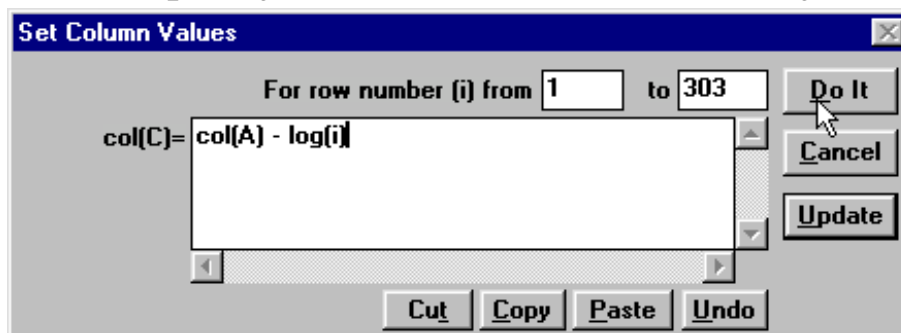 Set Column Values
For row number (i) from 1 to 303
Do It
col(C)= col(A) - log(i)
Cancel
Update
Cut Copy Paste Undo